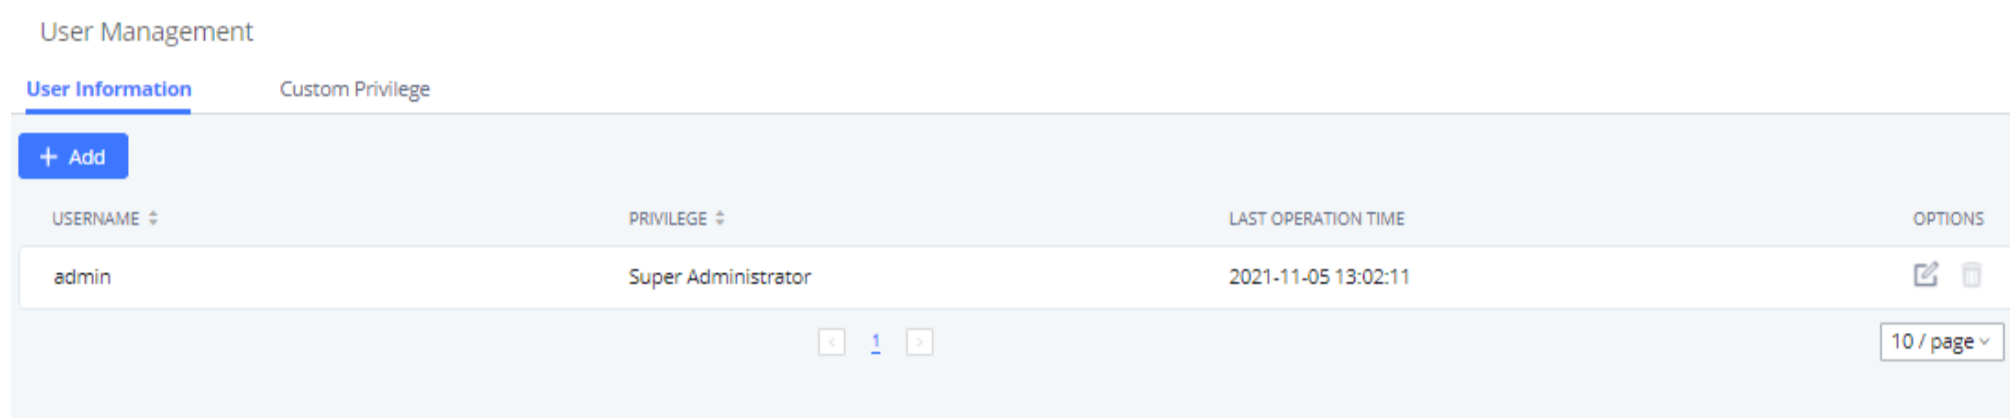 User Management
User Information Custom Privilege
+ Add
USERNAME PRIVILEGE LAST OPERATION TIME OPTIONS
admin Super Administrator 2021-11-05 13:02:11
< 1 > 10 / page